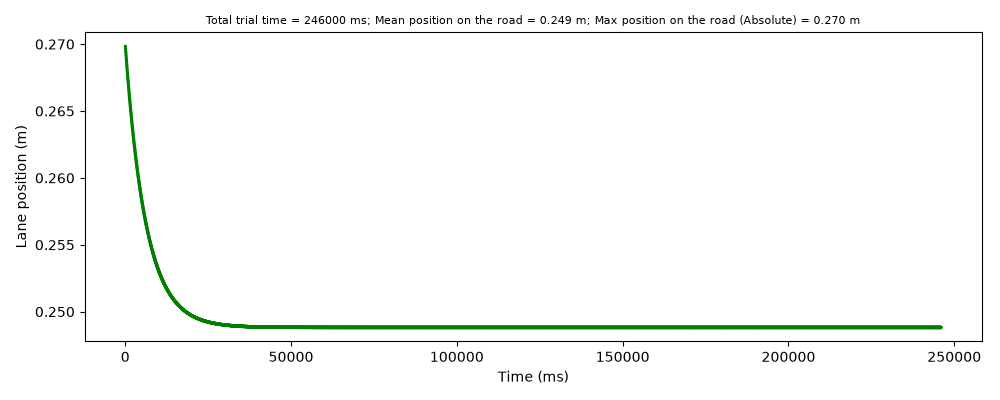 Total trial time = 246000 ms; Mean position on the road = 0.249 m; Max position on the road (Absolute) = 0.270 m
Lane position (m)
0.270
0.265
0.260
0.255
0.250
0 50000 100000 150000 200000 250000
Time (ms)